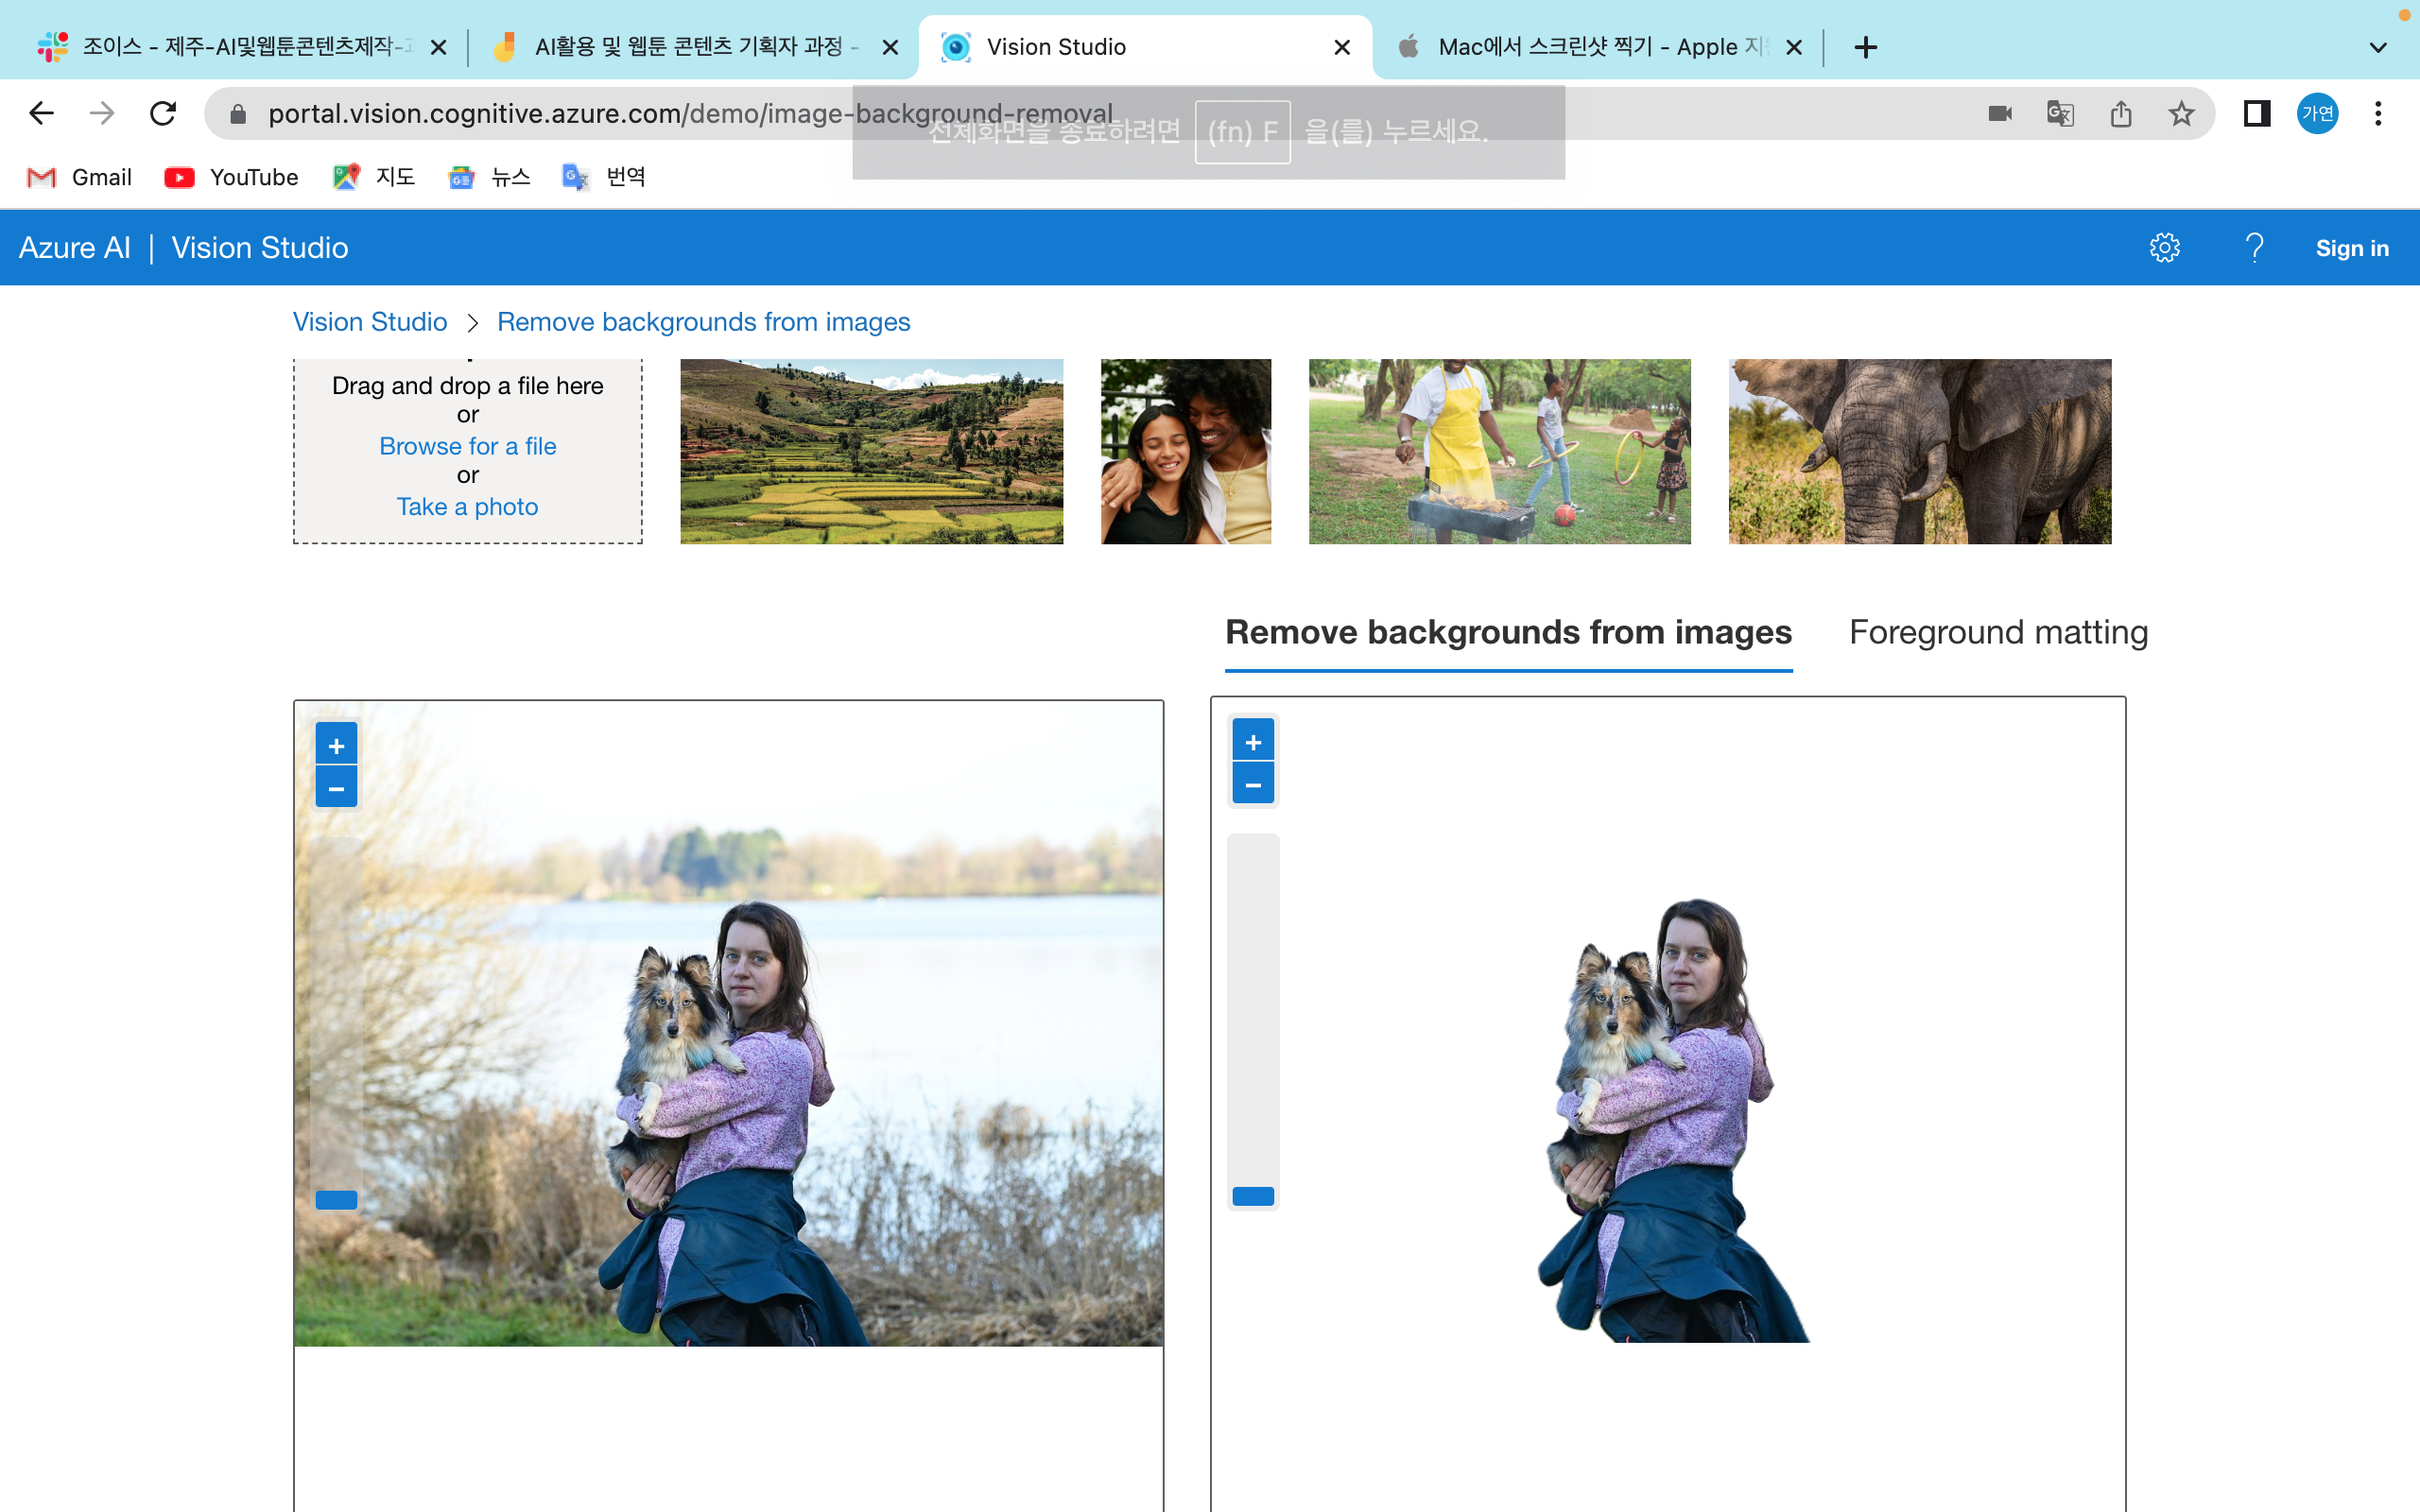 조이스 - 제주-AI및웹툰콘텐츠제작-
AI활용 및 웹툰 콘텐츠 기획자 과정 -
Vision Studio
Mac에서 스크린샷 찍기 - Apple
portal.vision.cognitive.azure.com/demo/image-background-removal
가연
전체화면을 종료하려면 (fn) F 을(를) 누르세요.
Gmail
YouTube
지도
뉴스
번역
Azure AI | Vision Studio
?
Sign in
Vision Studio > Remove backgrounds from images
Drag and drop a file here
or
Browse for a file
or
Take a photo
Remove backgrounds from images
Foreground matting
+
−
+
−